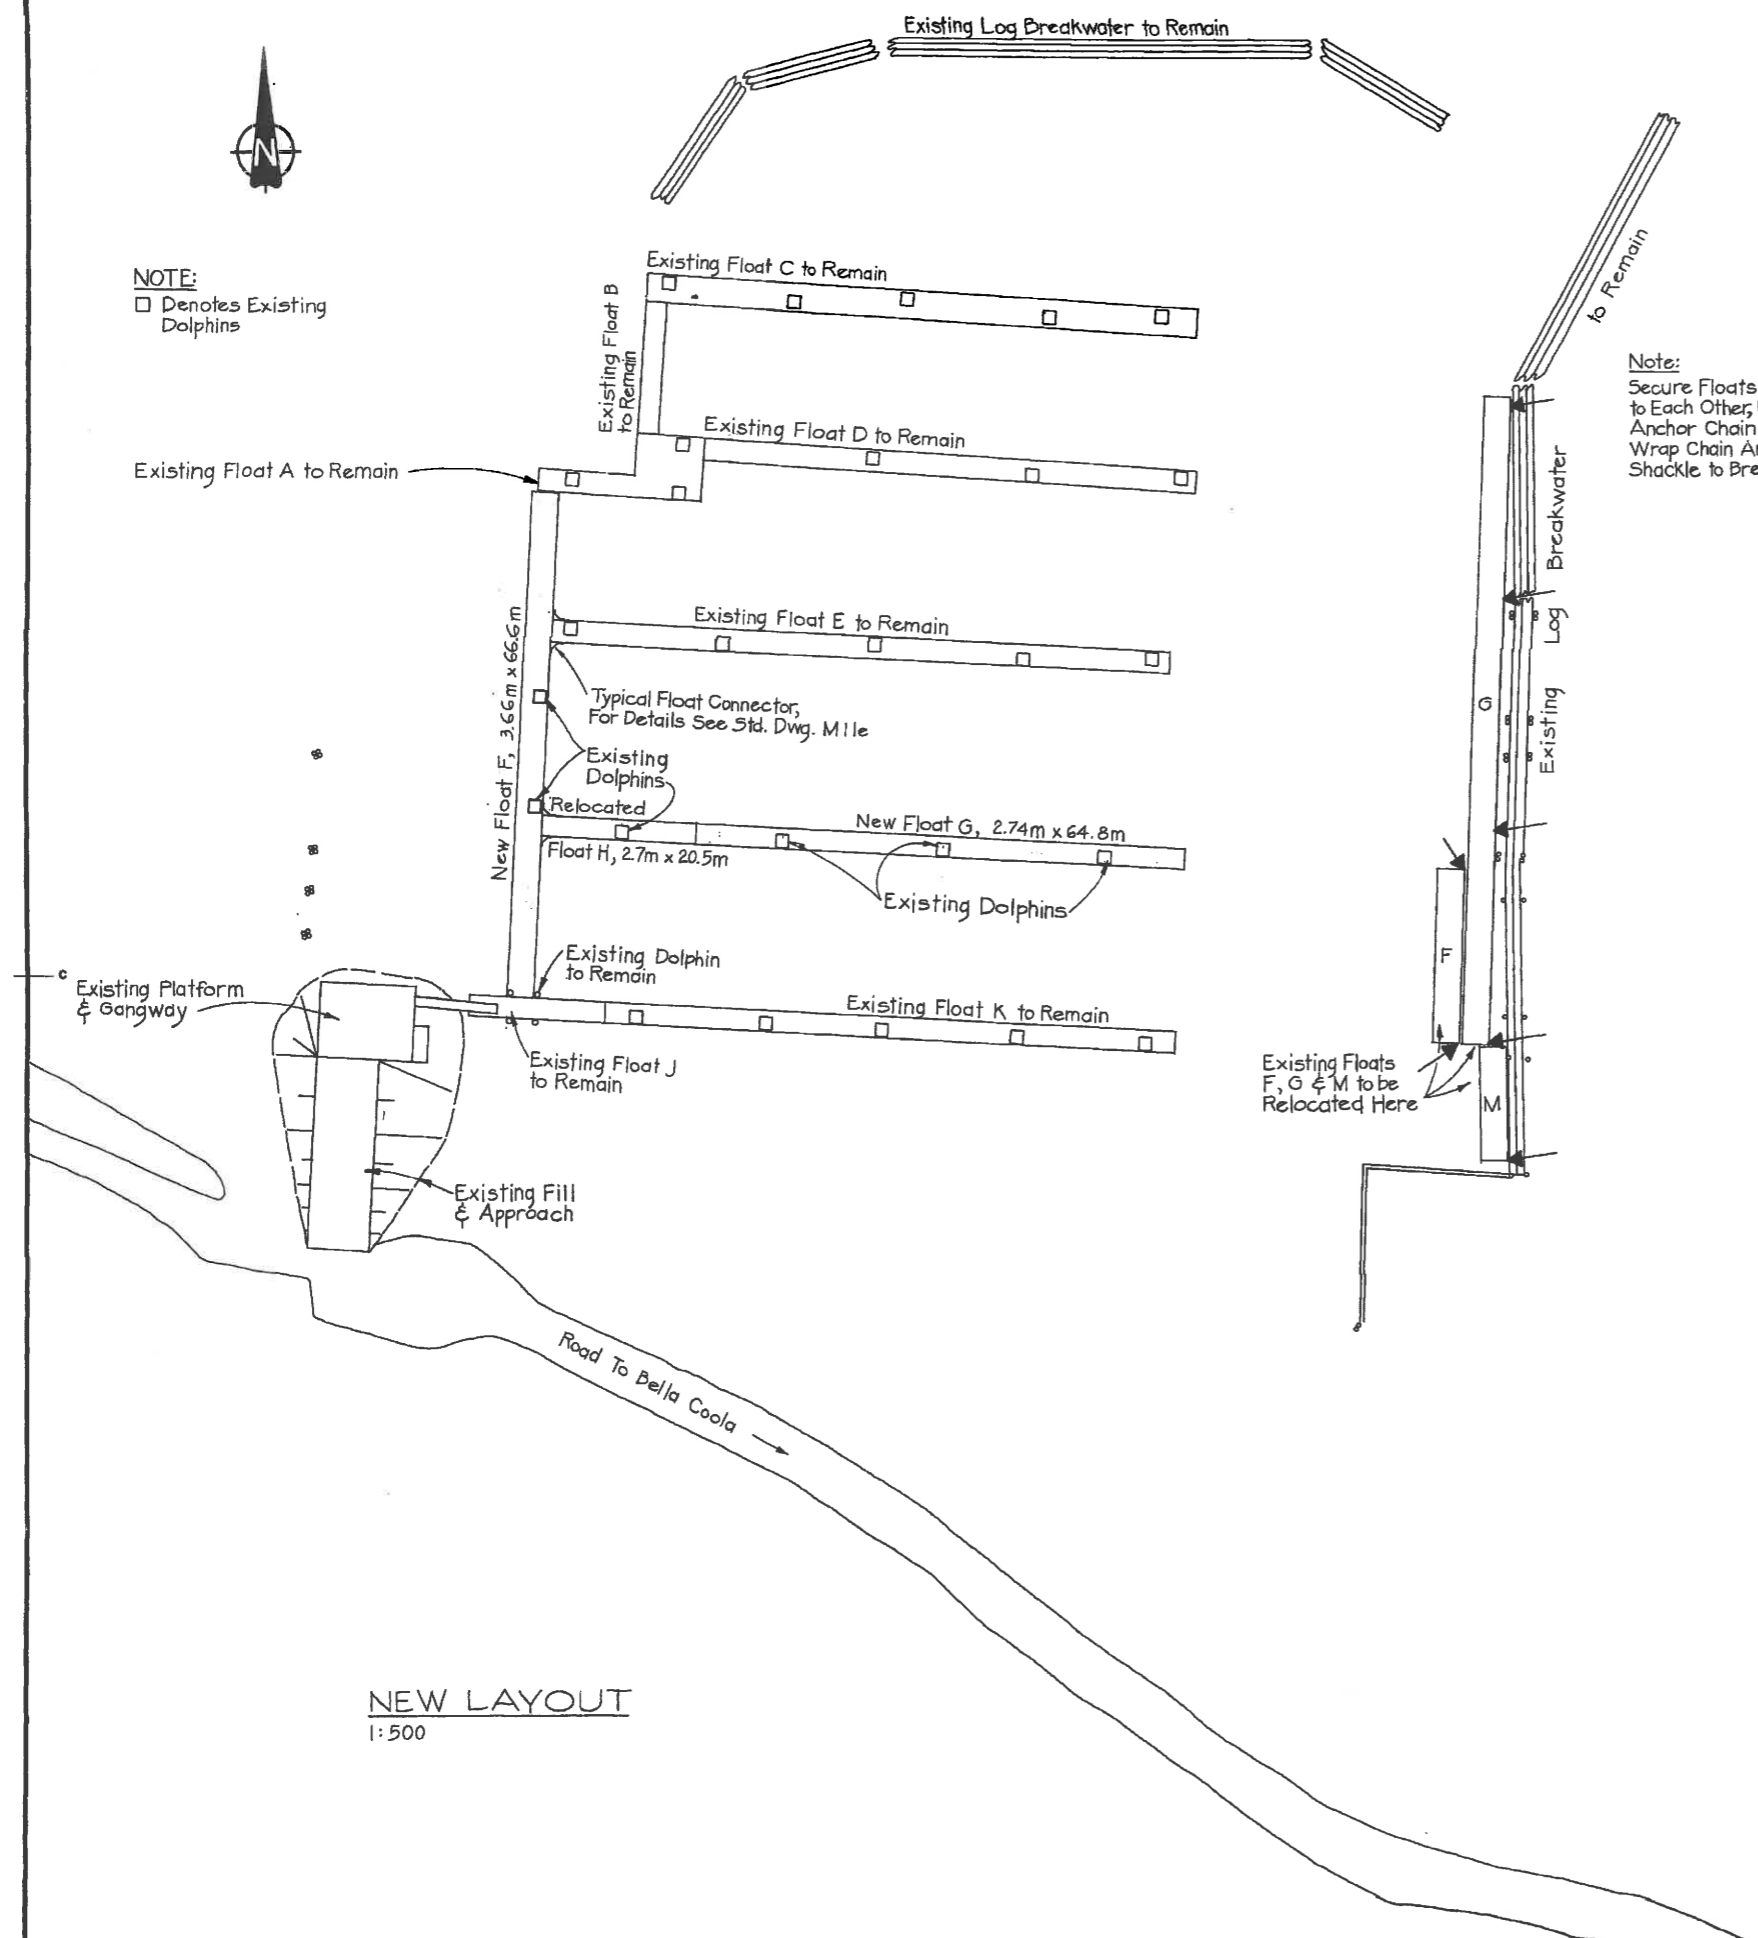 Existing Log Breakwater to Remain
N
NOTE:
Denotes Existing
Dolphins
Existing Float C to Remain
Existing Float B
to Remain
Existing Float D to Remain
Existing Float A to Remain
to Remain
Note:
Secure Floats
to Each Other,
Anchor Chain
Wrap Chain
Shackle to
Existing Log Breakwater
Existing Float E to Remain
New Float F, 3.66m x 66.6m
Typical Float Connector,
For Details See Std. Dwg. M11e
Existing
Dolphins
Relocated
New Float G, 2.74m x 64.8m
Float H, 2.7m x 20.5m
Existing Dolphins
G
F
M
Existing Dolphin
to Remain
C
Existing Platform
& Gangway
Existing Float K to Remain
Existing Float J
to Remain
Existing Floats
F, G & M to be
Relocated Here
Existing Fill
& Approach
Road To Bella Coola
NEW LAYOUT
1:500